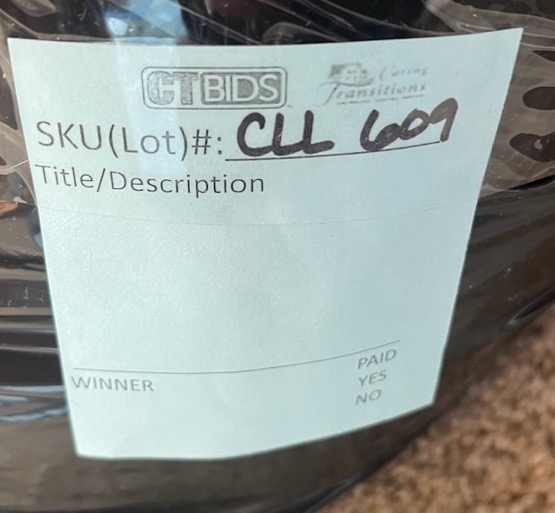 CTBIDS Caring
Transitions
SKU(Lot)#: CLL 609
Title/Description
PAID
WINNER YES
NO